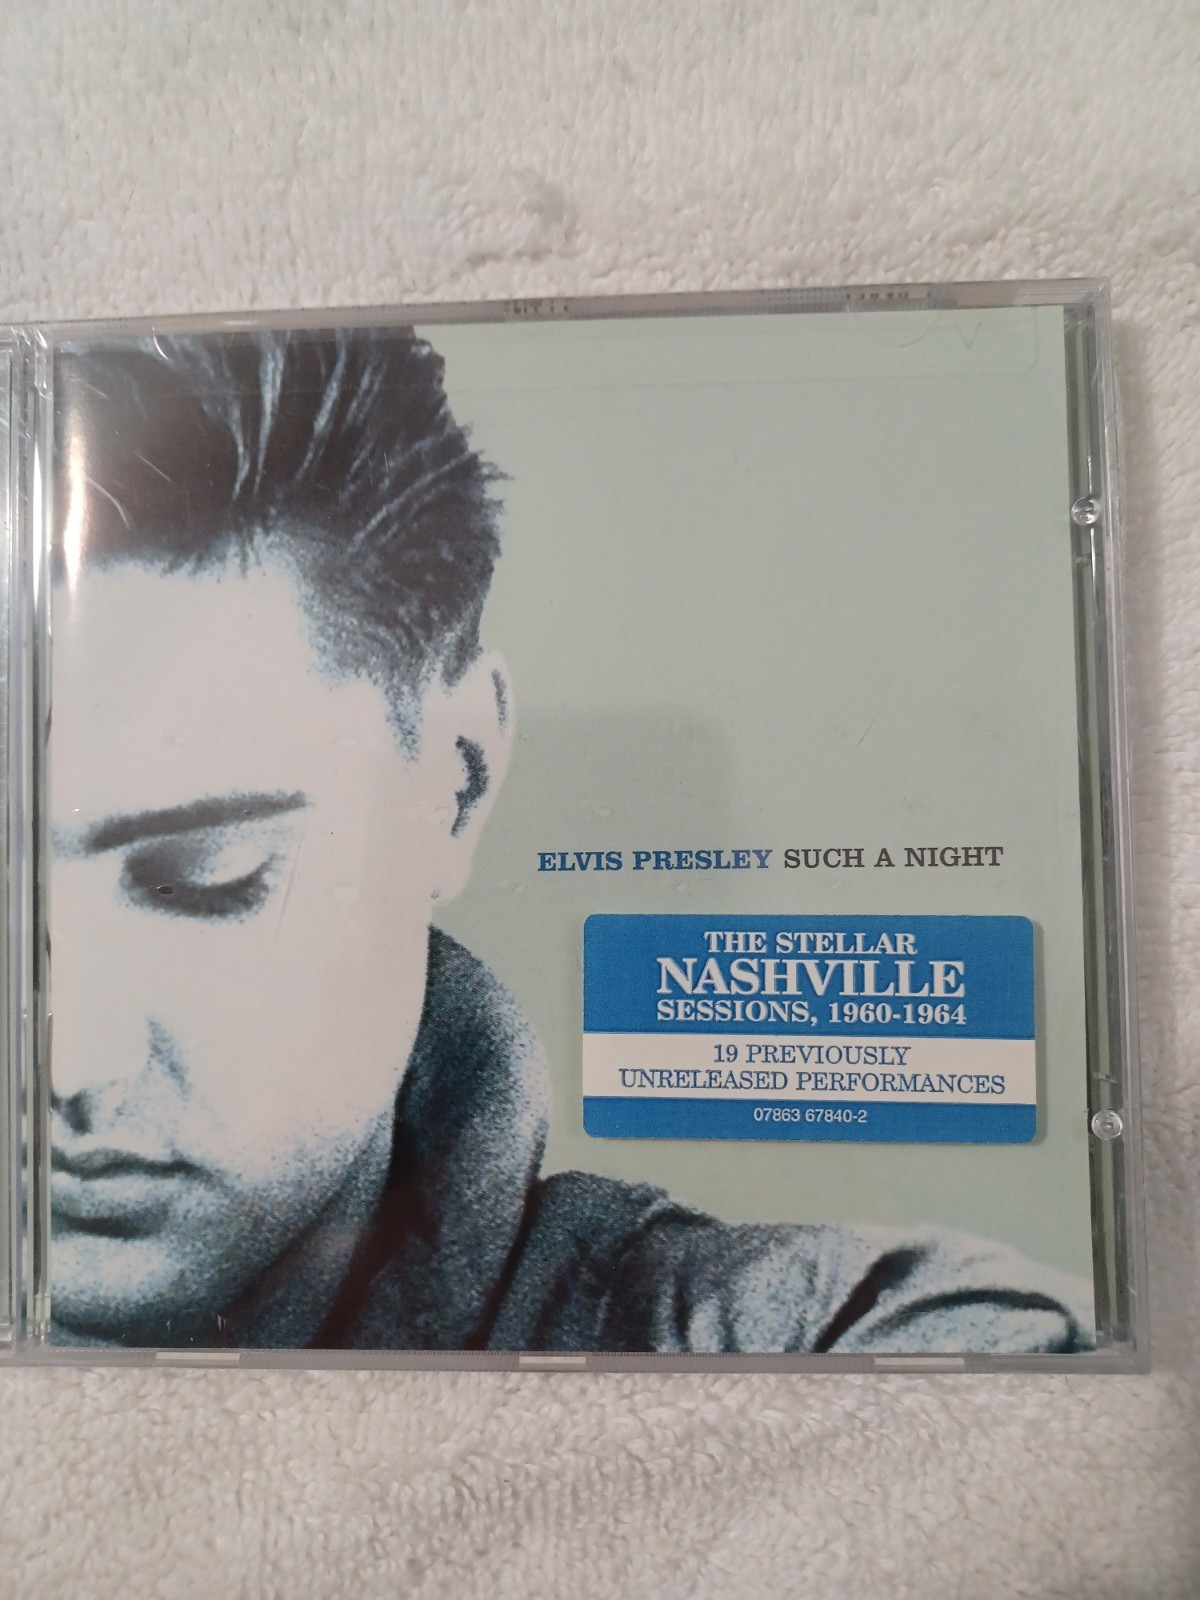 ELVIS PRESLEY SUCH A NIGHT
THE STELLAR
NASHVILLE
SESSIONS, 1960-1964
19 PREVIOUSLY
UNRELEASED PERFORMANCES
07863 67840-2